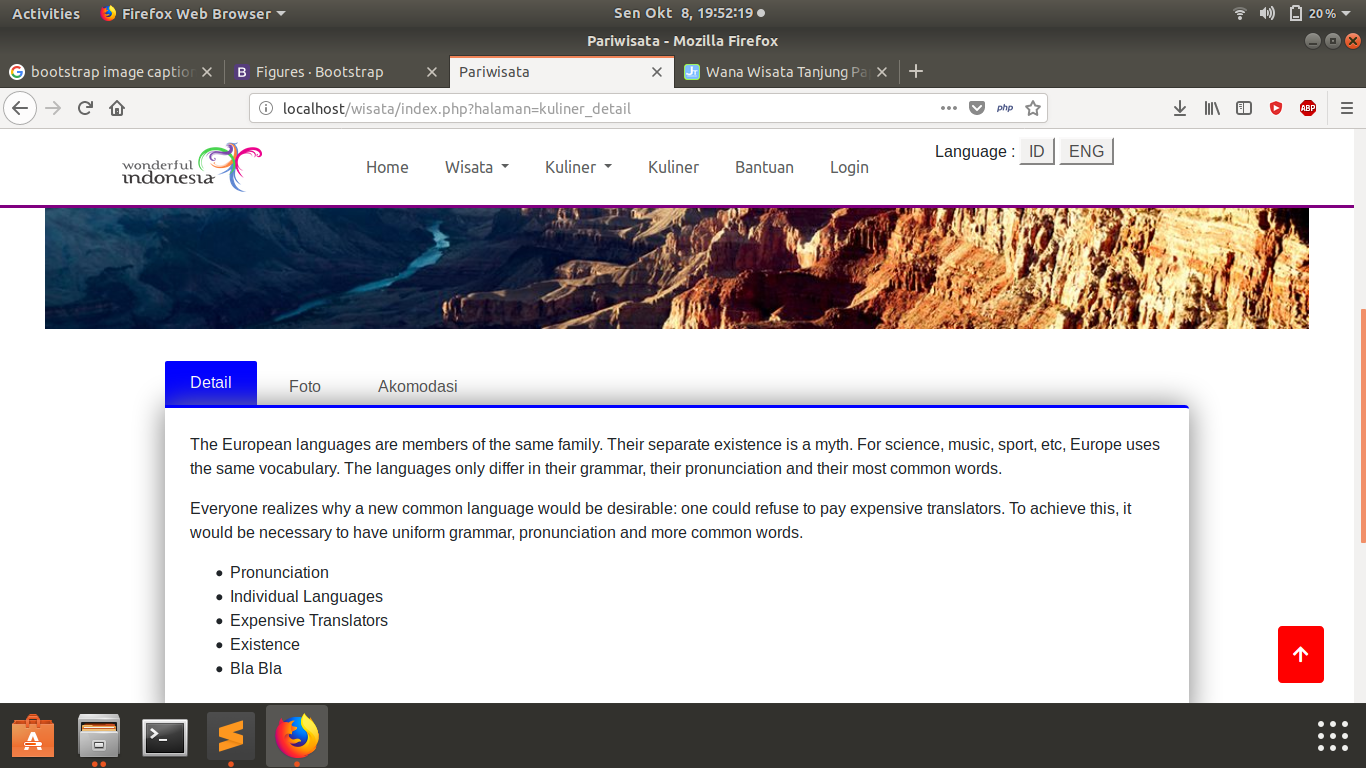 Activities Firefox Web Browser Sen Okt 8, 19:52:19 20%
Pariwisata - Mozilla Firefox
bootstrap image caption Figures · Bootstrap Pariwisata Wana Wisata Tanjung Pa
localhost/wisata/index.php?halaman=kuliner_detail php ABP
wonderful
indonesia
Home Wisata Kuliner Kuliner Bantuan Login Language : ID ENG
Detail Foto Akomodasi
The European languages are members of the same family. Their separate existence is a myth. For science, music, sport, etc, Europe uses
the same vocabulary. The languages only differ in their grammar, their pronunciation and their most common words.
Everyone realizes why a new common language would be desirable: one could refuse to pay expensive translators. To achieve this, it
would be necessary to have uniform grammar, pronunciation and more common words.
• Pronunciation
• Individual Languages
• Expensive Translators
• Existence
• Bla Bla